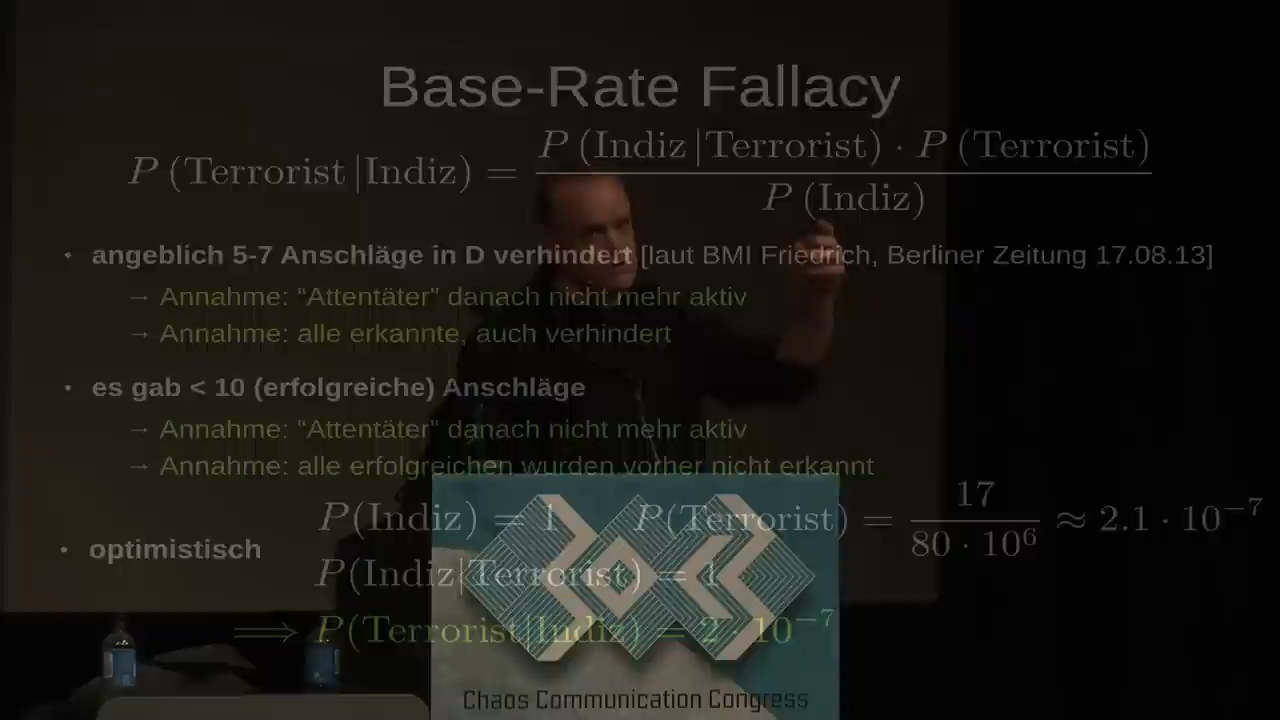 Base-Rate Fallacy
P (Terrorist | Indiz) = P (Indiz | Terrorist) · P (Terrorist) / P (Indiz)
• angeblich 5-7 Anschläge in D verhindert [laut BMI Friedrich, Berliner Zeitung 17.08.13]
→ Annahme: “Attentäter” danach nicht mehr aktiv
→ Annahme: alle erkannte, auch verhindert
• es gab < 10 (erfolgreiche) Anschläge
→ Annahme: “Attentäter” danach nicht mehr aktiv
→ Annahme: alle erfolgreichen wurden vorher nicht erkannt
P(Indiz) = 1 P(Terrorist) = 17 / 80 · 10⁶ ≈ 2.1 · 10⁻⁷
• optimistisch
P(Indiz|Terrorist) = 1
⟹ P(Terrorist|Indiz) = 2 · 10⁻⁷
Chaos Communication Congress